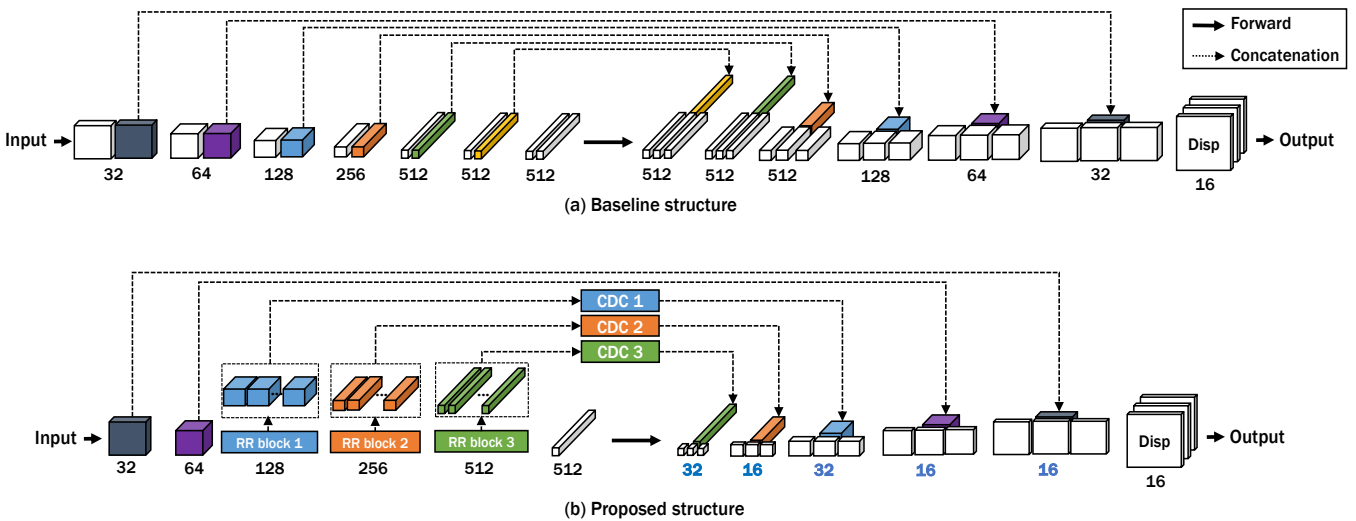 Forward
Concatenation
Input
Disp
Output
32 64 128 256 512 512 512 512 512 512 128 64 32 16
(a) Baseline structure
CDC 1
CDC 2
CDC 3
Input
RR block 1 RR block 2 RR block 3
Disp
Output
32 64 128 256 512 512 32 16 32 16 16 16
(b) Proposed structure